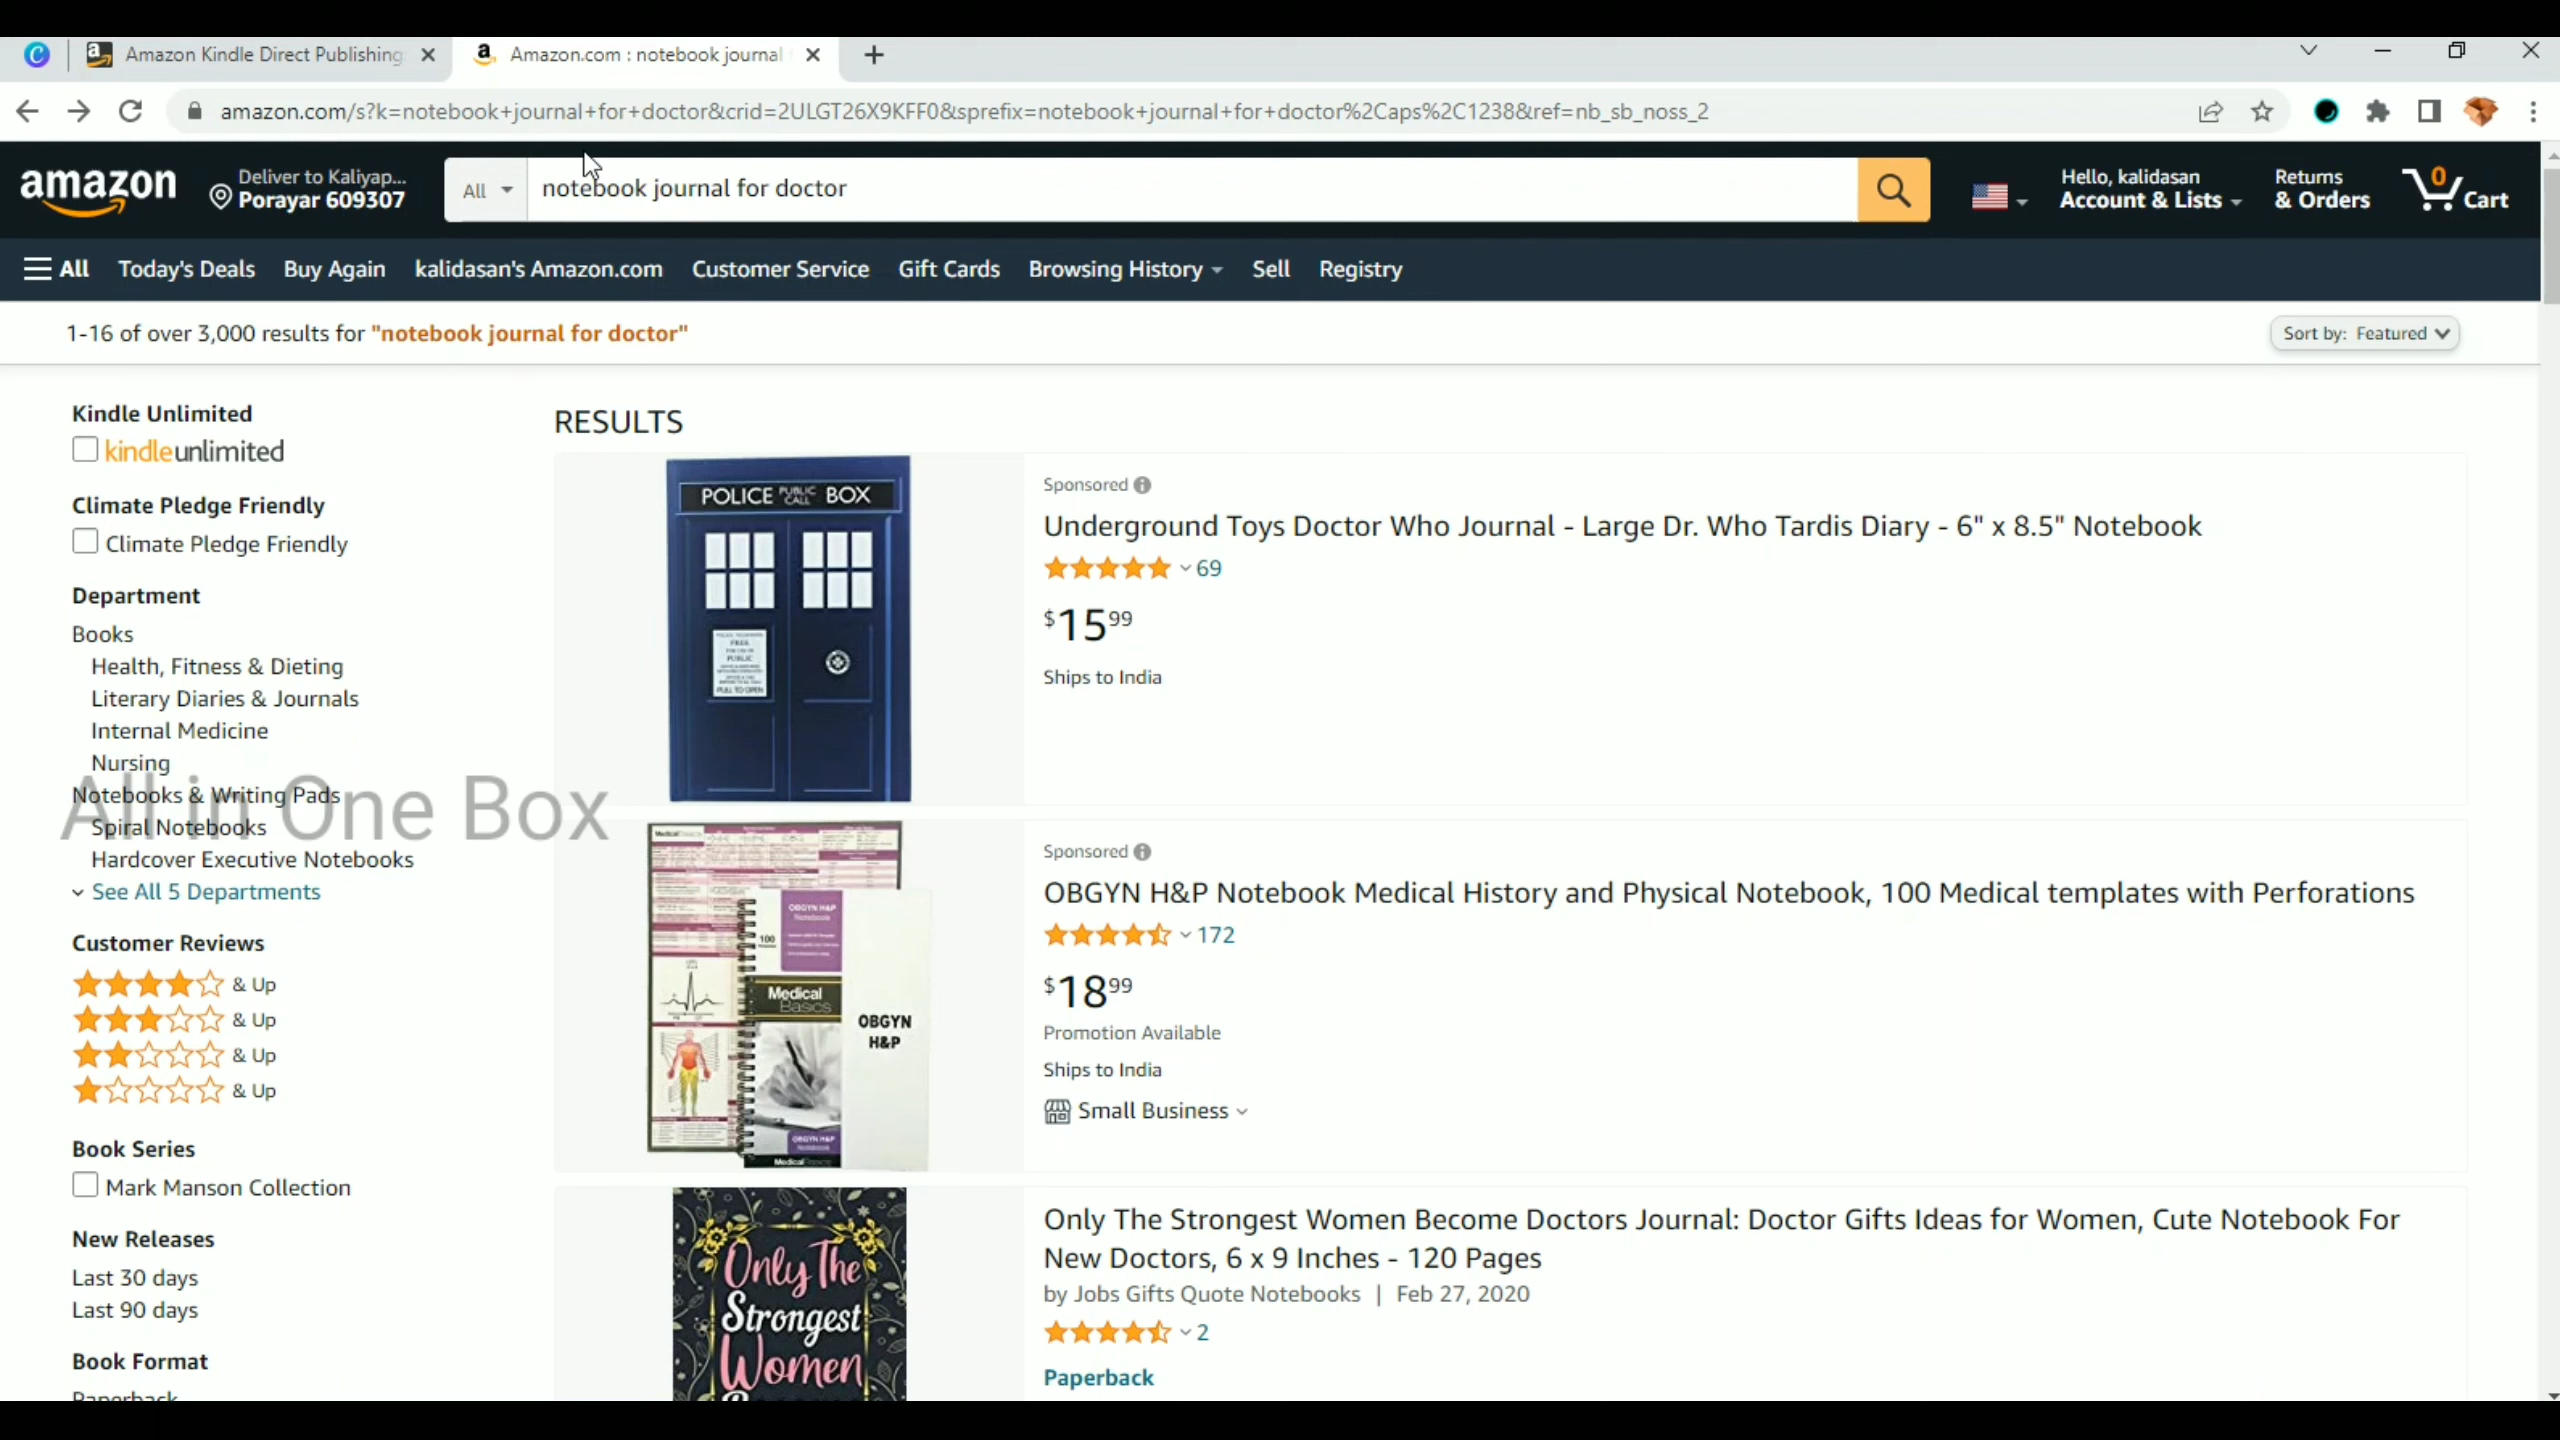 Amazon Kindle Direct Publishing
Amazon.com : notebook journal
amazon.com/s?k=notebook+journal+for+doctor&crid=2ULGT26X9KFF0&sprefix=notebook+journal+for+doctor%2Caps%2C1238&ref=nb_sb_noss_2
amazon
Deliver to Kaliyap...
Porayar 609307
All
notebook journal for doctor
Hello, kalidasan
Account & Lists
Returns
& Orders
0
Cart
All Today's Deals Buy Again kalidasan's Amazon.com Customer Service Gift Cards Browsing History Sell Registry
1-16 of over 3,000 results for "notebook journal for doctor"
Sort by: Featured
Kindle Unlimited
kindleunlimited
Climate Pledge Friendly
Climate Pledge Friendly
Department
Books
Health, Fitness & Dieting
Literary Diaries & Journals
Internal Medicine
Nursing
Notebooks & Writing Pads
Spiral Notebooks
Hardcover Executive Notebooks
See All 5 Departments
All in One Box
Customer Reviews
& Up
& Up
& Up
& Up
Book Series
Mark Manson Collection
New Releases
Last 30 days
Last 90 days
Book Format
Paperback
RESULTS
POLICE PUBLIC CALL BOX
PULL TO OPEN
Sponsored
Underground Toys Doctor Who Journal - Large Dr. Who Tardis Diary - 6" x 8.5" Notebook
69
$15.99
Ships to India
OBGYN H&P
Notebook
100
Medical
Basics
OBGYN
H&P
OBGYN H&P
Notebook
Sponsored
OBGYN H&P Notebook Medical History and Physical Notebook, 100 Medical templates with Perforations
172
$18.99
Promotion Available
Ships to India
Small Business
Only The
Strongest
Women
Only The Strongest Women Become Doctors Journal: Doctor Gifts Ideas for Women, Cute Notebook For
New Doctors, 6 x 9 Inches - 120 Pages
by Jobs Gifts Quote Notebooks | Feb 27, 2020
2
Paperback